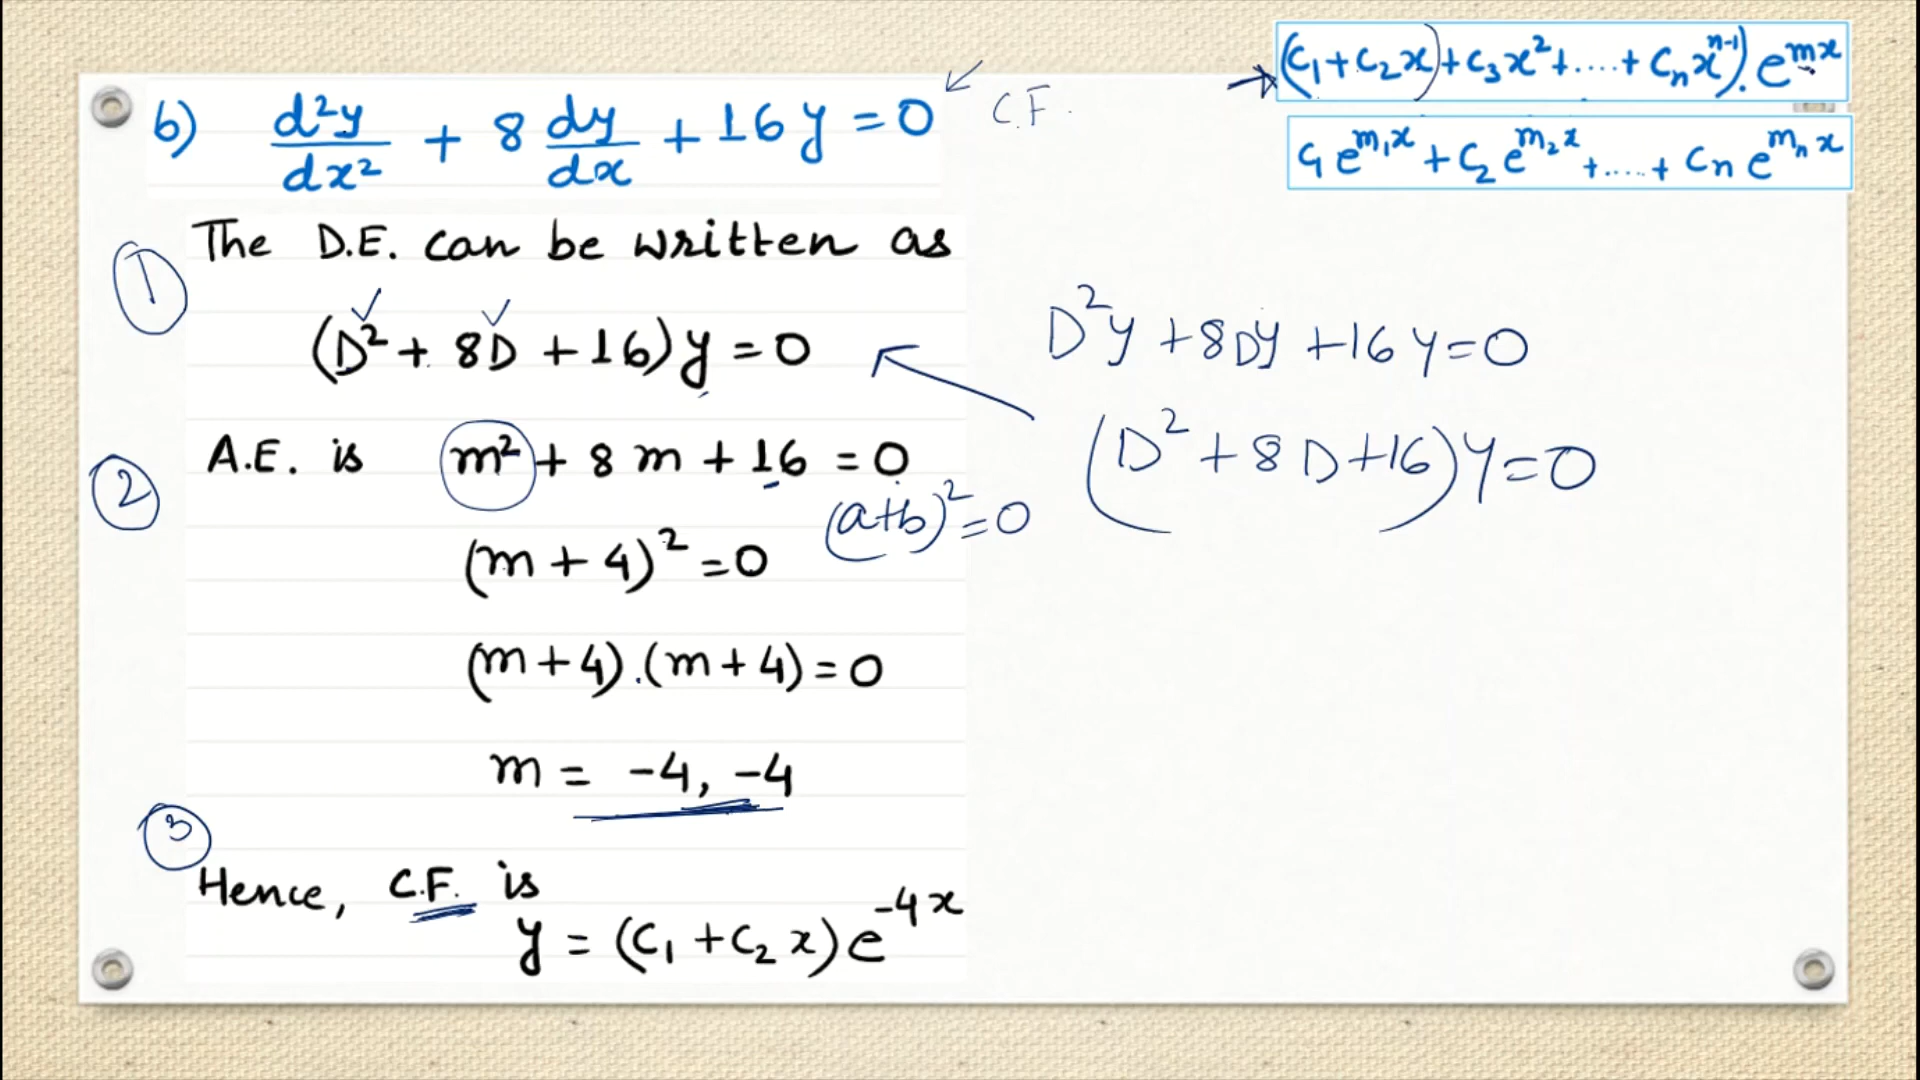 b) d²y/dx² + 8 dy/dx + 16y = 0
C.F.
(c₁+c₂x)+c₃x²+....+cₙxⁿ⁻¹).eᵐˣ
c₁e^m₁x + c₂e^m₂x +....+ cₙe^mₙx
① The D.E. can be written as
(D² + 8D + 16) y = 0
D²y + 8Dy + 16y = 0
(D² + 8D + 16) y = 0
② A.E. is m² + 8m + 16 = 0
(a+b)² = 0
(m + 4)² = 0
(m + 4).(m + 4) = 0
m = -4, -4
③ Hence, C.F. is
y = (c₁ + c₂ x) e^-4x